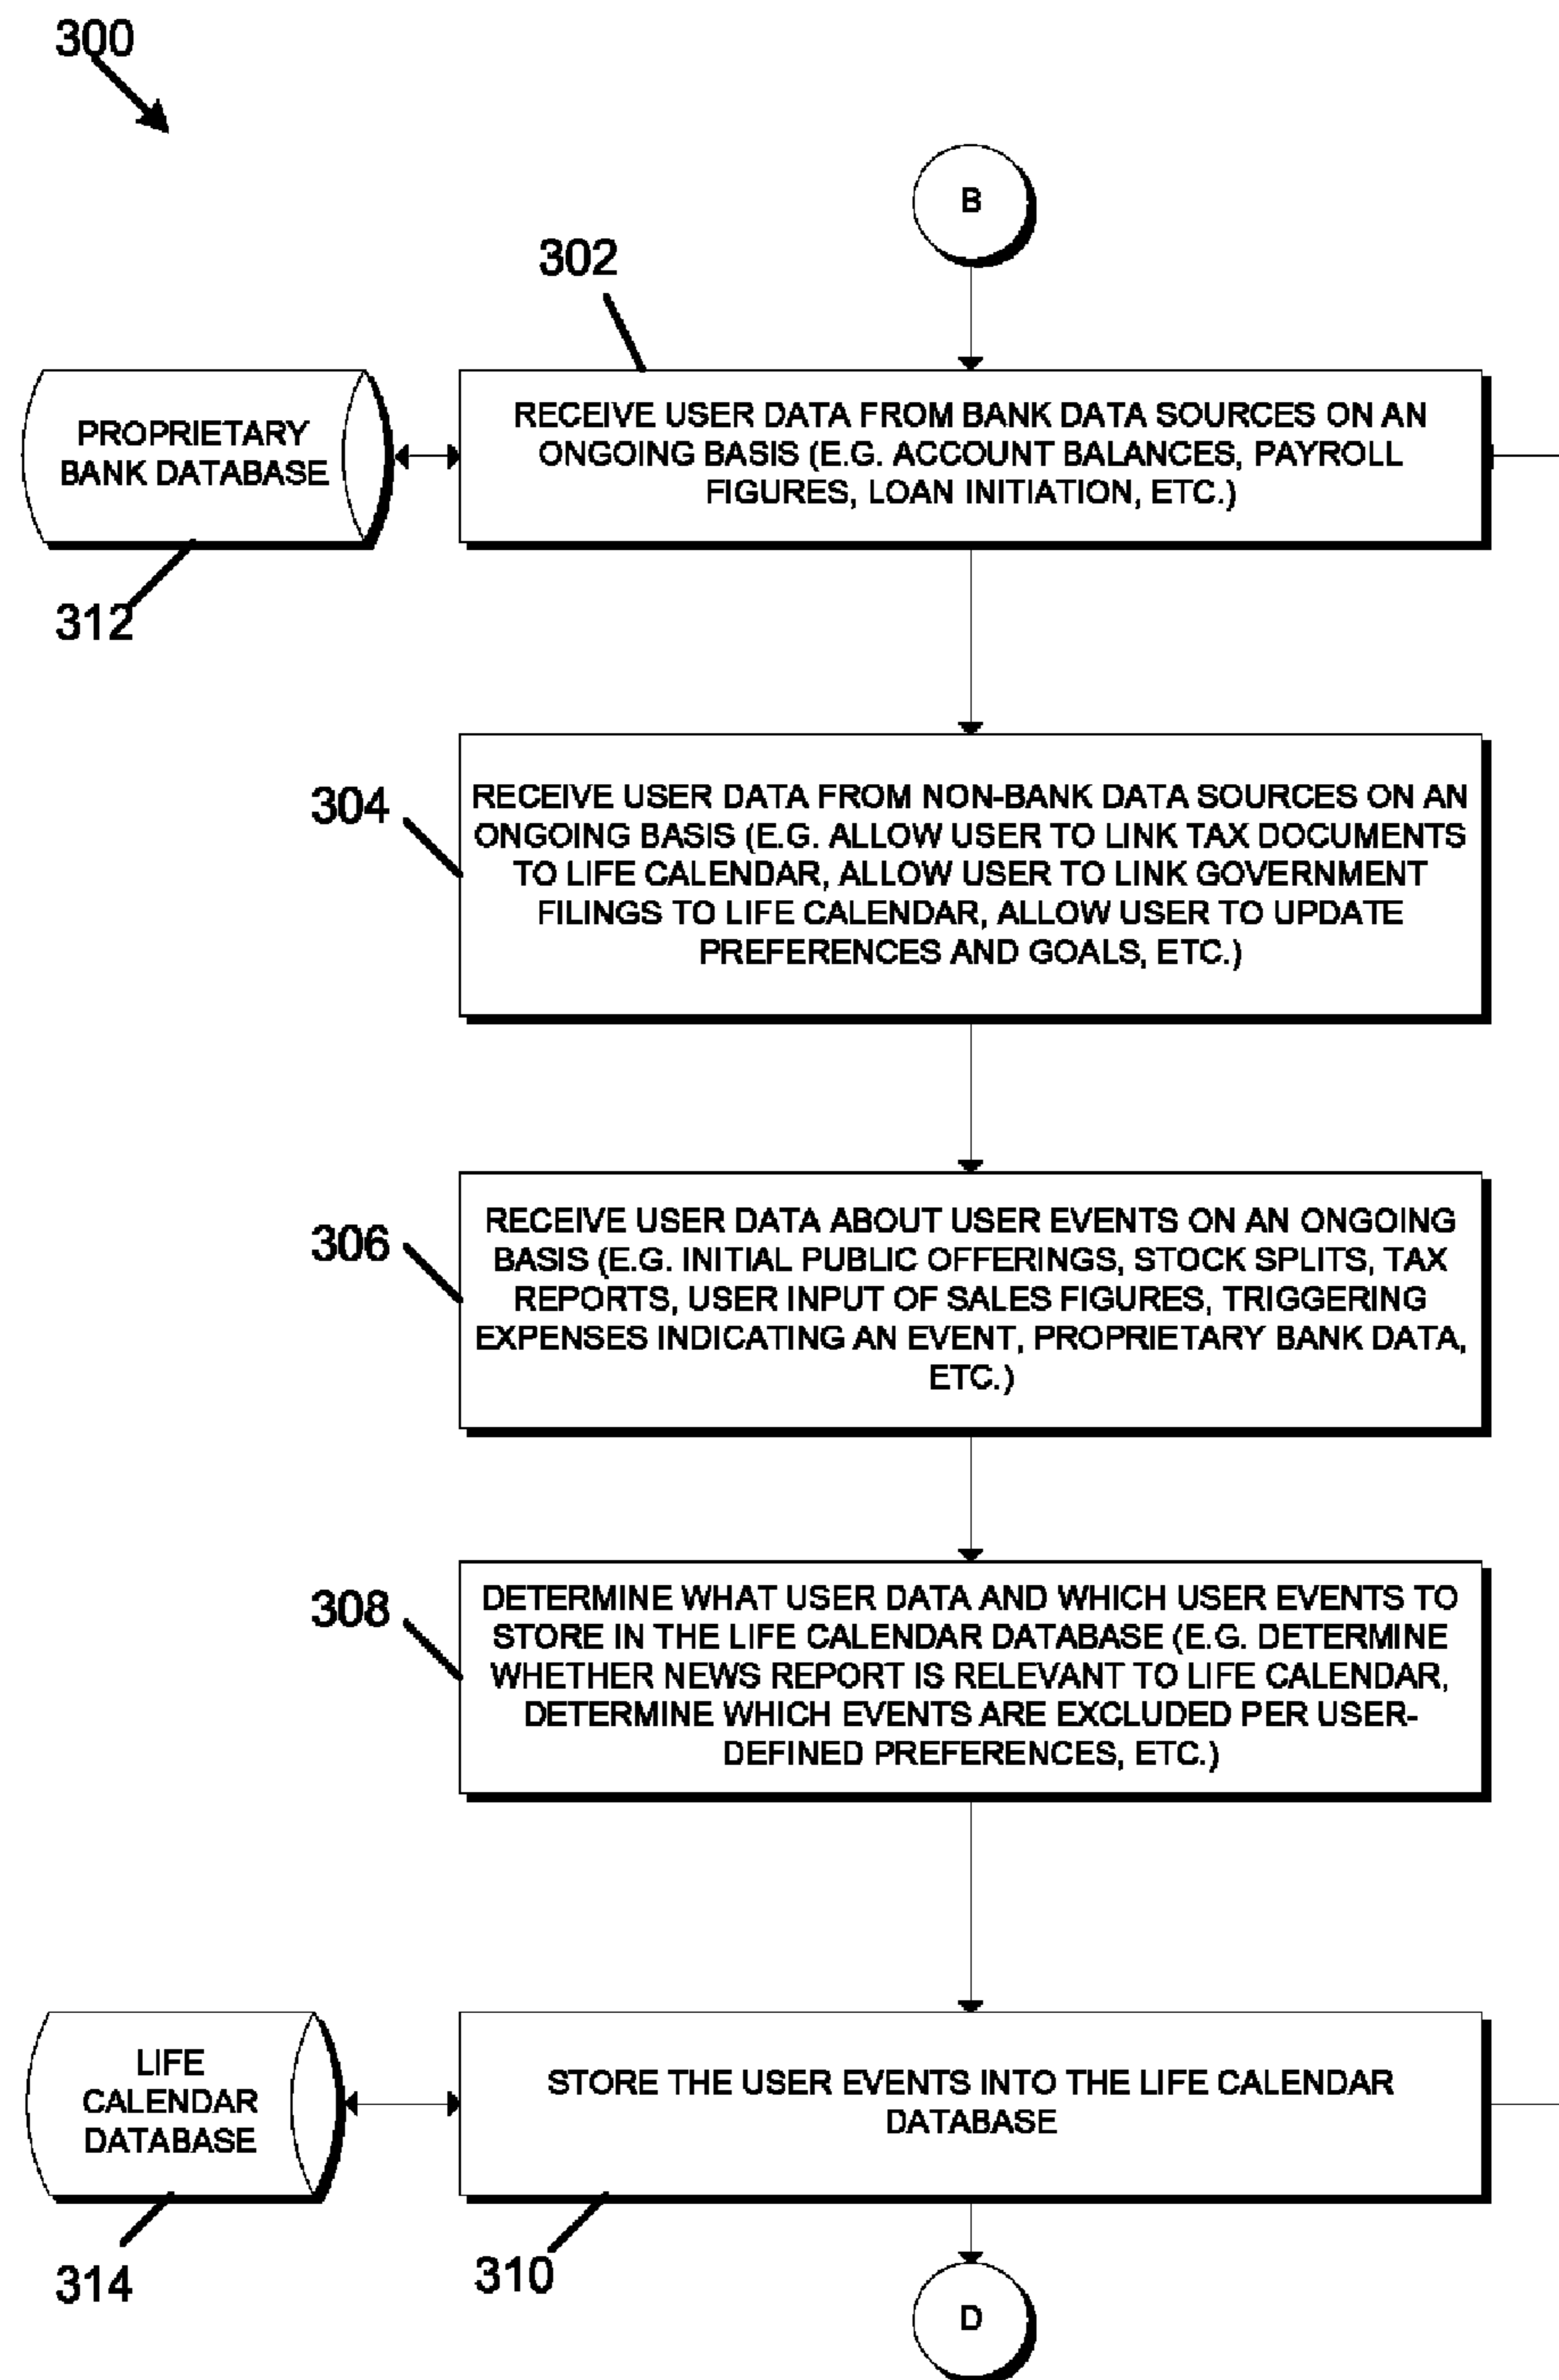 300
B
302
PROPRIETARY
BANK DATABASE
RECEIVE USER DATA FROM BANK DATA SOURCES ON AN
ONGOING BASIS (E.G. ACCOUNT BALANCES, PAYROLL
FIGURES, LOAN INITIATION, ETC.)
312
304
RECEIVE USER DATA FROM NON-BANK DATA SOURCES ON AN
ONGOING BASIS (E.G. ALLOW USER TO LINK TAX DOCUMENTS
TO LIFE CALENDAR, ALLOW USER TO LINK GOVERNMENT
FILINGS TO LIFE CALENDAR, ALLOW USER TO UPDATE
PREFERENCES AND GOALS, ETC.)
306
RECEIVE USER DATA ABOUT USER EVENTS ON AN ONGOING
BASIS (E.G. INITIAL PUBLIC OFFERINGS, STOCK SPLITS, TAX
REPORTS, USER INPUT OF SALES FIGURES, TRIGGERING
EXPENSES INDICATING AN EVENT, PROPRIETARY BANK DATA,
ETC.)
308
DETERMINE WHAT USER DATA AND WHICH USER EVENTS TO
STORE IN THE LIFE CALENDAR DATABASE (E.G. DETERMINE
WHETHER NEWS REPORT IS RELEVANT TO LIFE CALENDAR,
DETERMINE WHICH EVENTS ARE EXCLUDED PER USER-
DEFINED PREFERENCES, ETC.)
LIFE
CALENDAR
DATABASE
STORE THE USER EVENTS INTO THE LIFE CALENDAR
DATABASE
314
310
D